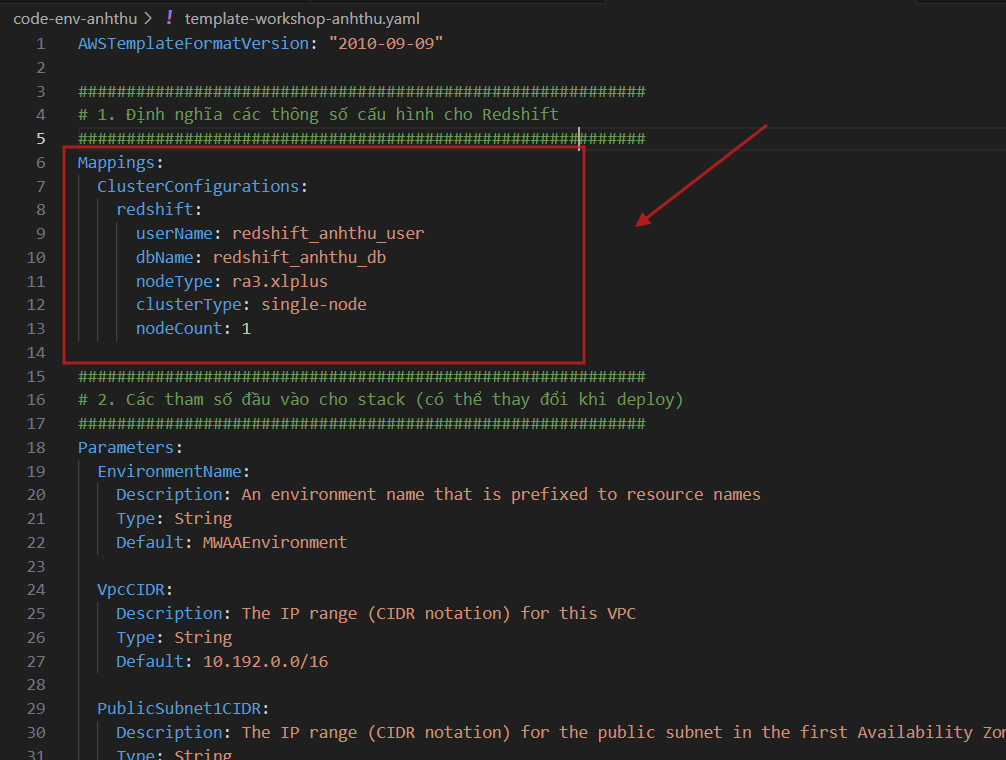 code-env-anhthu > ! template-workshop-anhthu.yaml
1 AWSTemplateFormatVersion: "2010-09-09"
2
3 ###########################################################
4 # 1. Định nghĩa các thông số cấu hình cho Redshift
5 ###########################################################
6 Mappings:
7 ClusterConfigurations:
8 redshift:
9 userName: redshift_anhthu_user
10 dbName: redshift_anhthu_db
11 nodeType: ra3.xlplus
12 clusterType: single-node
13 nodeCount: 1
14
15 ###########################################################
16 # 2. Các tham số đầu vào cho stack (có thể thay đổi khi deploy)
17 ###########################################################
18 Parameters:
19 EnvironmentName:
20 Description: An environment name that is prefixed to resource names
21 Type: String
22 Default: MWAAEnvironment
23
24 VpcCIDR:
25 Description: The IP range (CIDR notation) for this VPC
26 Type: String
27 Default: 10.192.0.0/16
28
29 PublicSubnet1CIDR:
30 Description: The IP range (CIDR notation) for the public subnet in the first Availability Zon
31 Type: String